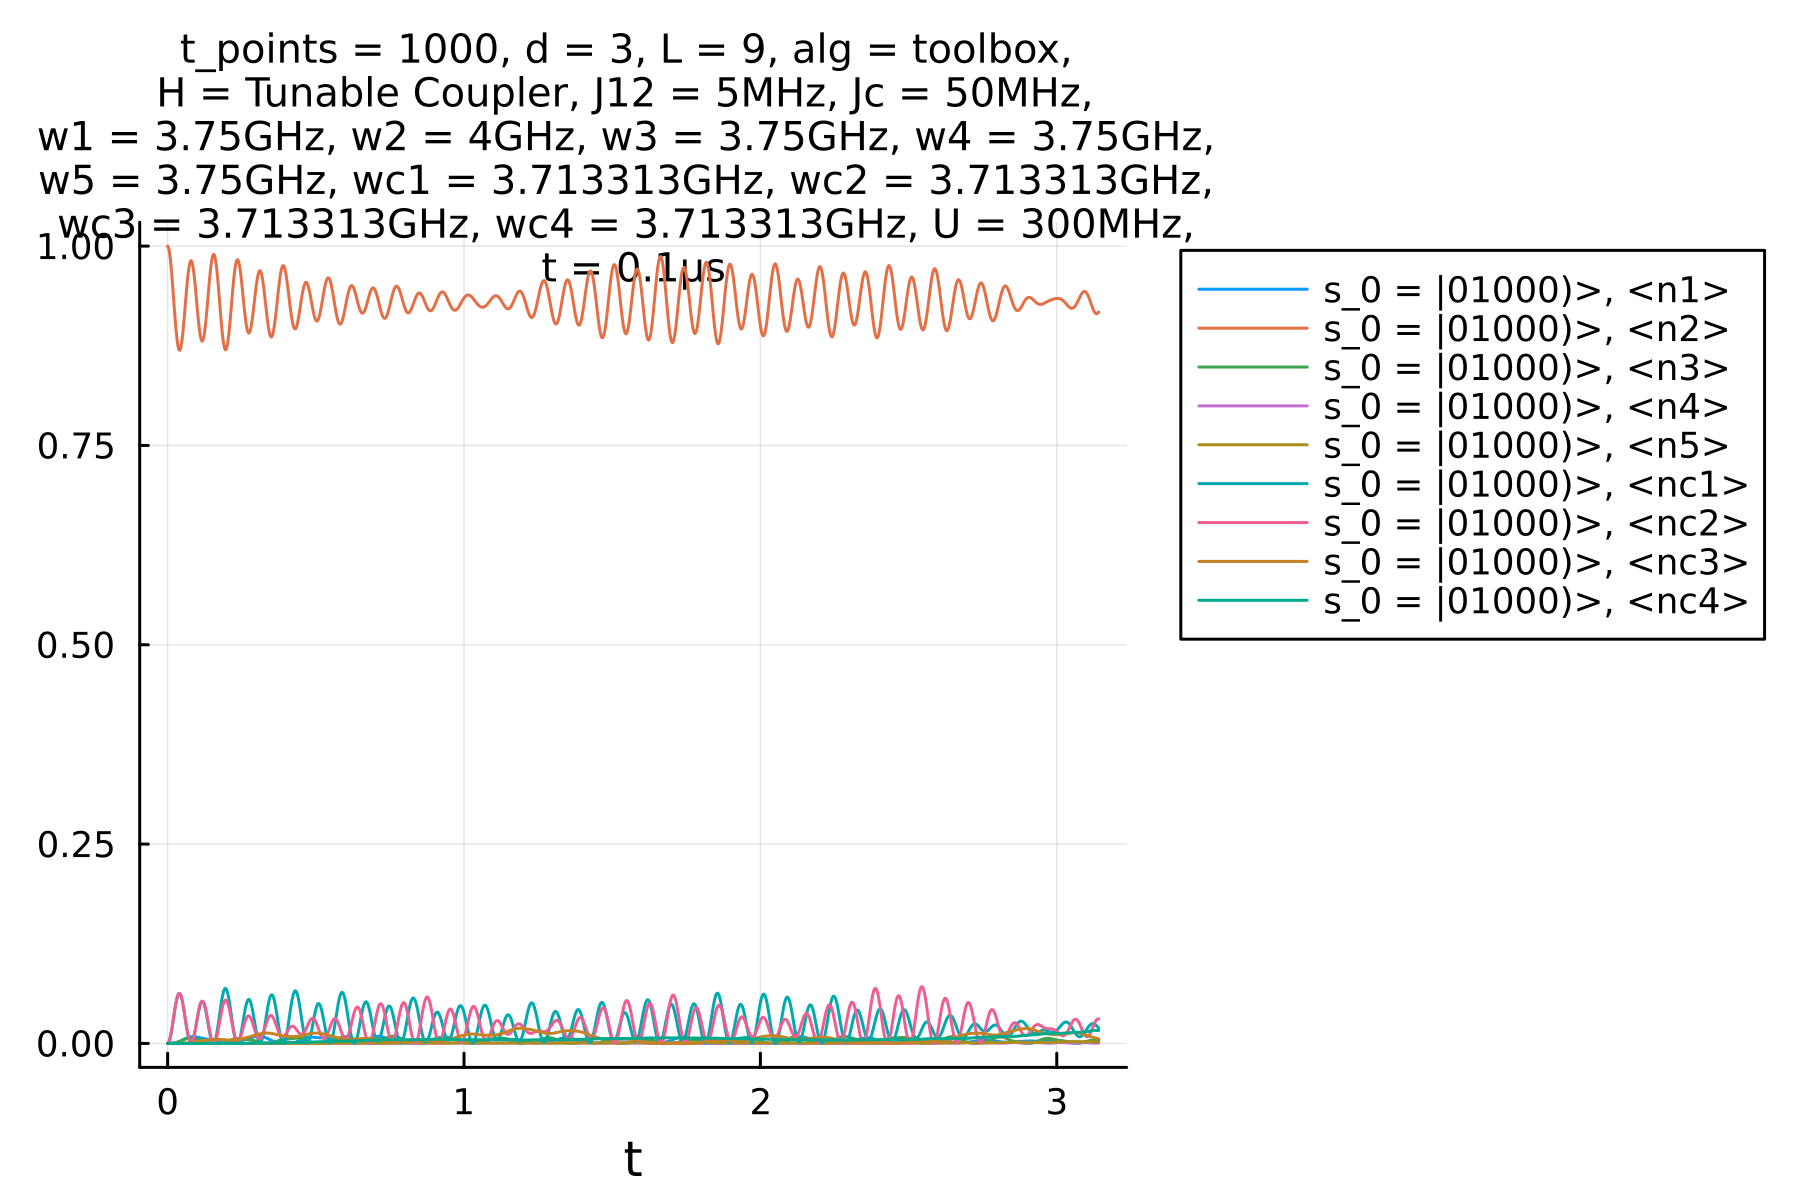 t_points = 1000, d = 3, L = 9, alg = toolbox,
H = Tunable Coupler, J12 = 5MHz, Jc = 50MHz,
w1 = 3.75GHz, w2 = 4GHz, w3 = 3.75GHz, w4 = 3.75GHz,
w5 = 3.75GHz, wc1 = 3.713313GHz, wc2 = 3.713313GHz,
wc3 = 3.713313GHz, wc4 = 3.713313GHz, U = 300MHz,
t = 0.1μs
1.00
0.75
0.50
0.25
0.00
0 1 2 3
t
s_0 = |01000)>, <n1>
s_0 = |01000)>, <n2>
s_0 = |01000)>, <n3>
s_0 = |01000)>, <n4>
s_0 = |01000)>, <n5>
s_0 = |01000)>, <nc1>
s_0 = |01000)>, <nc2>
s_0 = |01000)>, <nc3>
s_0 = |01000)>, <nc4>